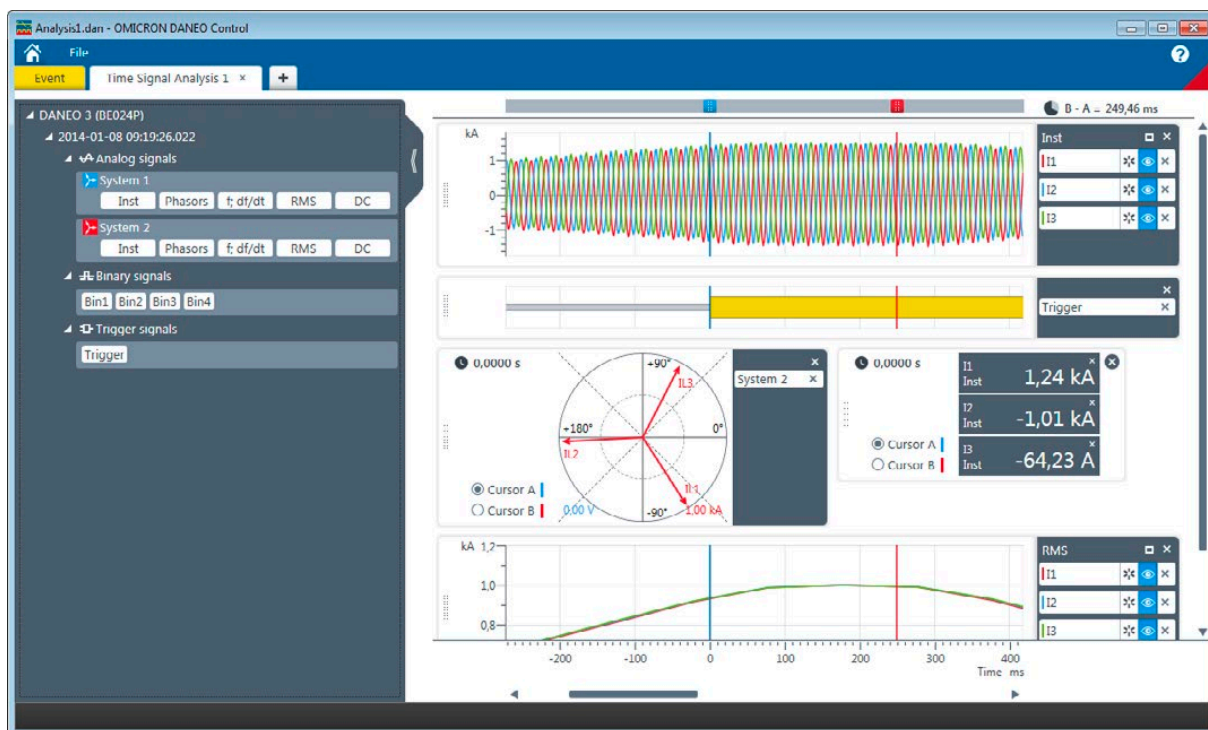 Analysis1.dan - OMICRON DANEO Control
File
Event
Time Signal Analysis 1 ×
+
?
DANEO 3 (BE024P)
2014-01-08 09:19:26.022
Analog signals
System 1
Inst Phasors f; df/dt RMS DC
System 2
Inst Phasors f; df/dt RMS DC
Binary signals
Bin1 Bin2 Bin3 Bin4
Trigger signals
Trigger
B - A = 249,46 ms
kA
1
0
-1
Inst
I1
I2
I3
Trigger
0,0000 s
+90°
IL3
+180°
0°
IL2
IL1
-90°
0,00 V
1,00 kA
Cursor A
Cursor B
System 2
0,0000 s
Cursor A
Cursor B
I1
Inst 1,24 kA
I2
Inst -1,01 kA
I3
Inst -64,23 A
kA 1,2
1,0
0,8
RMS
I1
I2
I3
-200 -100 0 100 200 300 400
Time ms